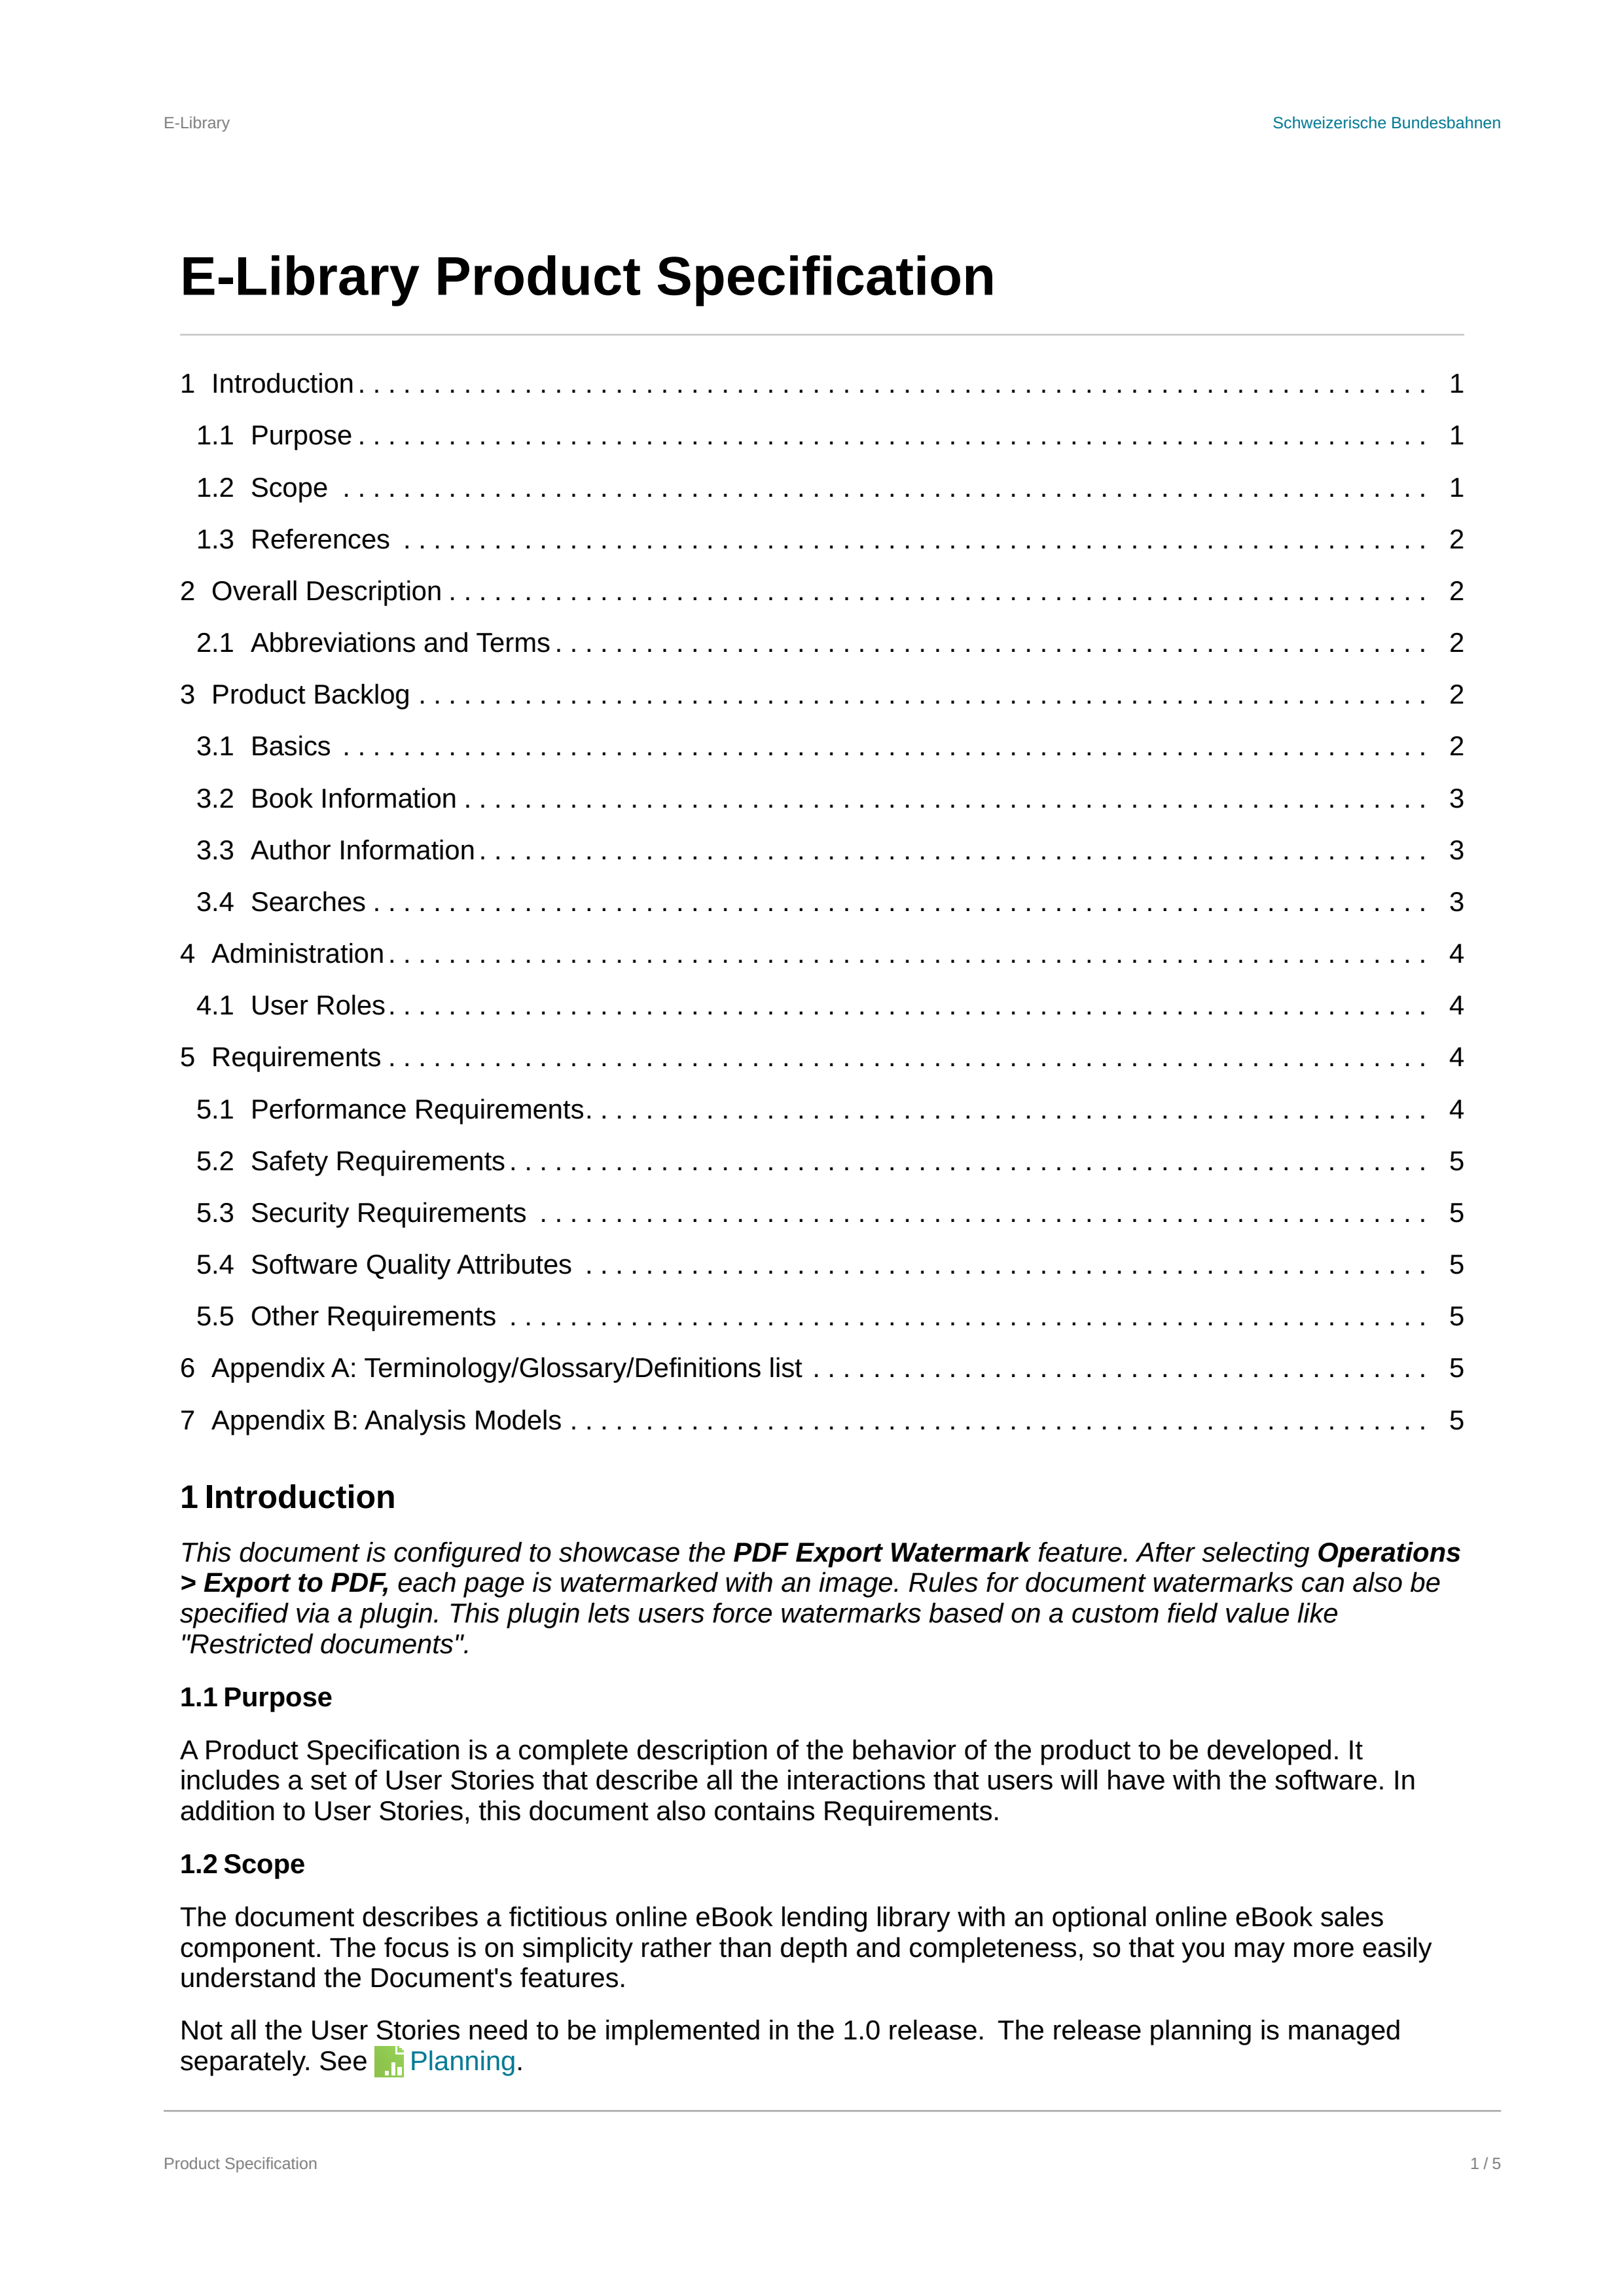 E-Library Schweizerische Bundesbahnen
E-Library Product Specification
1 Introduction . . . . . . . . . . . . . . . . . . . . . . . . . . . . . . 1
1.1 Purpose . . . . . . . . . . . . . . . . . . . . . . . . . . . . . . 1
1.2 Scope . . . . . . . . . . . . . . . . . . . . . . . . . . . . . . 1
1.3 References . . . . . . . . . . . . . . . . . . . . . . . . . . . . . . 2
2 Overall Description . . . . . . . . . . . . . . . . . . . . . . . . . . . . . . 2
2.1 Abbreviations and Terms . . . . . . . . . . . . . . . . . . . . . . . . . . . . . . 2
3 Product Backlog . . . . . . . . . . . . . . . . . . . . . . . . . . . . . . 2
3.1 Basics . . . . . . . . . . . . . . . . . . . . . . . . . . . . . . 2
3.2 Book Information . . . . . . . . . . . . . . . . . . . . . . . . . . . . . . 3
3.3 Author Information . . . . . . . . . . . . . . . . . . . . . . . . . . . . . . 3
3.4 Searches . . . . . . . . . . . . . . . . . . . . . . . . . . . . . . 3
4 Administration . . . . . . . . . . . . . . . . . . . . . . . . . . . . . . 4
4.1 User Roles . . . . . . . . . . . . . . . . . . . . . . . . . . . . . . 4
5 Requirements . . . . . . . . . . . . . . . . . . . . . . . . . . . . . . 4
5.1 Performance Requirements . . . . . . . . . . . . . . . . . . . . . . . . . . . . . . 4
5.2 Safety Requirements . . . . . . . . . . . . . . . . . . . . . . . . . . . . . . 5
5.3 Security Requirements . . . . . . . . . . . . . . . . . . . . . . . . . . . . . . 5
5.4 Software Quality Attributes . . . . . . . . . . . . . . . . . . . . . . . . . . . . . . 5
5.5 Other Requirements . . . . . . . . . . . . . . . . . . . . . . . . . . . . . . 5
6 Appendix A: Terminology/Glossary/Definitions list . . . . . . . . . . . . . . . . . . . . . . . . . . . . . . 5
7 Appendix B: Analysis Models . . . . . . . . . . . . . . . . . . . . . . . . . . . . . . 5
1 Introduction
This document is configured to showcase the PDF Export Watermark feature. After selecting Operations
> Export to PDF, each page is watermarked with an image. Rules for document watermarks can also be
specified via a plugin. This plugin lets users force watermarks based on a custom field value like
"Restricted documents".
1.1 Purpose
A Product Specification is a complete description of the behavior of the product to be developed. It
includes a set of User Stories that describe all the interactions that users will have with the software. In
addition to User Stories, this document also contains Requirements.
1.2 Scope
The document describes a fictitious online eBook lending library with an optional online eBook sales
component. The focus is on simplicity rather than depth and completeness, so that you may more easily
understand the Document's features.
Not all the User Stories need to be implemented in the 1.0 release. The release planning is managed
separately. See Planning.
Product Specification 1 / 5